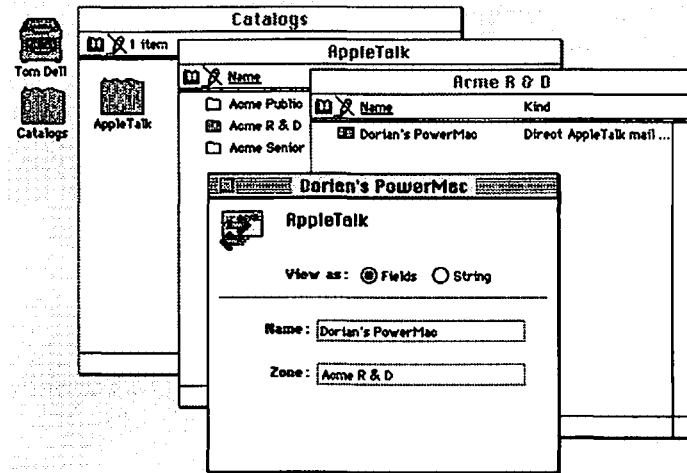 Tom Dell
Catalogs
Catalogs
1 item
AppleTalk
AppleTalk
Name
Acme Public
Acme R & D
Acme Senior
Acme R & D
Name Kind
Dorian's PowerMac Direct AppleTalk mail ...
Dorian's PowerMac
AppleTalk
View as: Fields String
Name: Dorian's PowerMac
Zone: Acme R & D